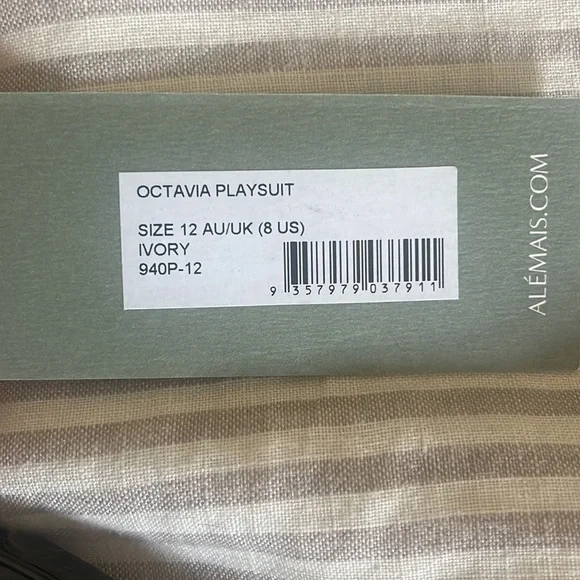 OCTAVIA PLAYSUIT
SIZE 12 AU/UK (8 US)
IVORY
940P-12
9 357979 037911
ALÉMAIS.COM